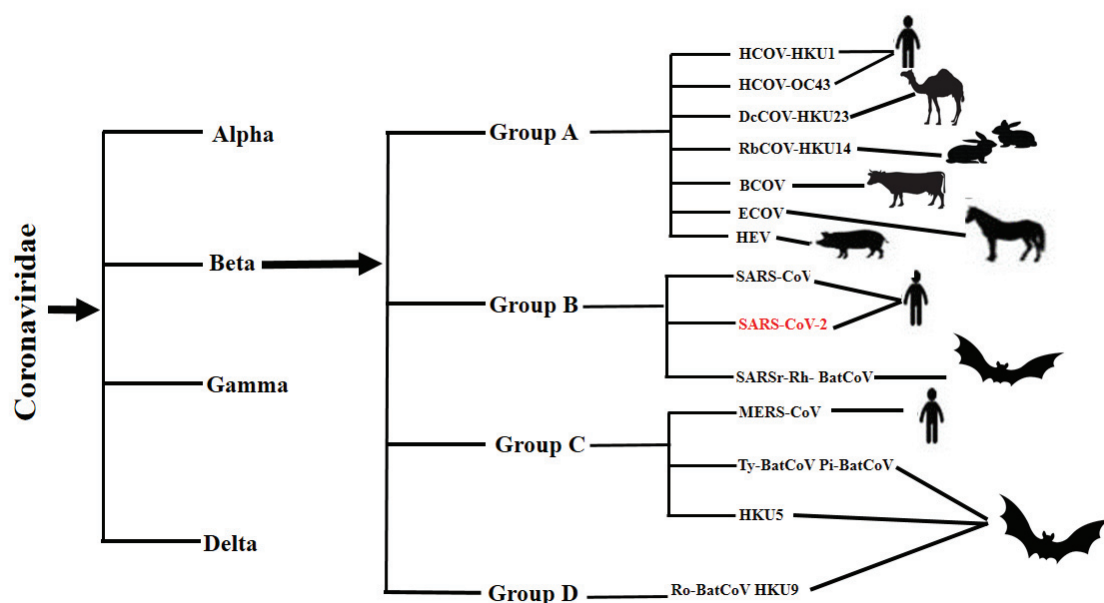 Coronaviridae
Alpha
Beta
Gamma
Delta
Group A
HCOV-HKU1
HCOV-OC43
DcCOV-HKU23
RbCOV-HKU14
BCOV
ECOV
HEV
Group B
SARS-CoV
SARS-CoV-2
SARSr-Rh- BatCoV
Group C
MERS-CoV
Ty-BatCoV Pi-BatCoV
HKU5
Group D
Ro-BatCoV HKU9